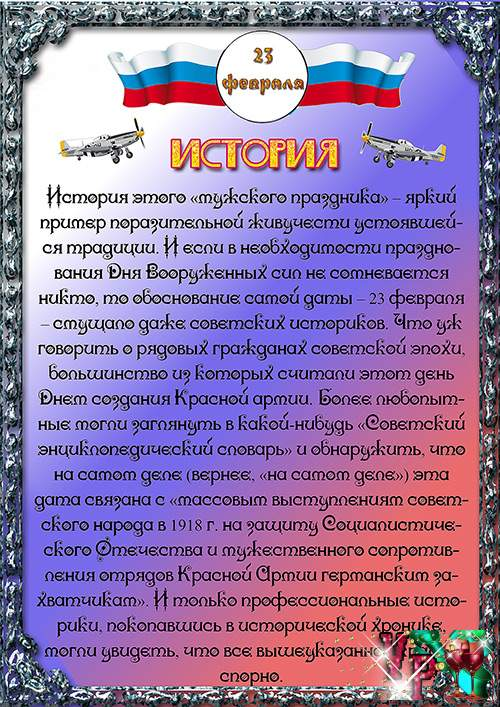 23
февраля
ИСТОРИЯ
История этого «мужского праздника» – яркий
пример поразительной живучести устоявшей-
ся традиции. И если в необходимости праздно-
вания Дня Вооруженных сил не сомневается
никто, то обоснование самой даты – 23 февраля
– смущало даже советских историков. Что уж
говорить о рядовых гражданах советской эпохи,
большинство из которых считали этот день
Днем создания Красной армии. Более любопыт-
ные могли заглянуть в какой-нибудь «Советский
энциклопедический словарь» и обнаружить, что
на самом деле (вернее, «на самом деле») эта
дата связана с «массовым выступлениям совет-
ского народа в 1918 г. на защиту Социалистиче-
ского Отечества и мужественного сопротив-
ления отрядов Красной Армии германским за-
хватчикам». И только профессиональные исто-
рики, покопавшись в исторической хронике,
могли увидеть, что все вышеуказанно
спорно.